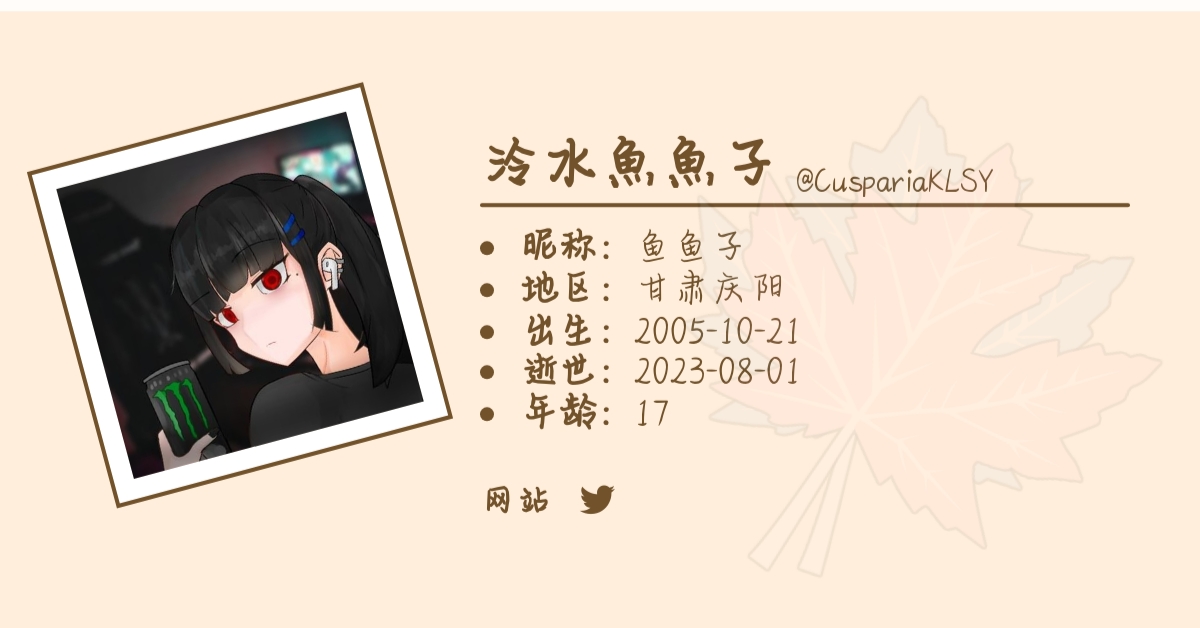 泠水魚魚子 @CuspariaKLSY
昵称：鱼鱼子
地区：甘肃庆阳
出生：2005-10-21
逝世：2023-08-01
年龄：17
网站